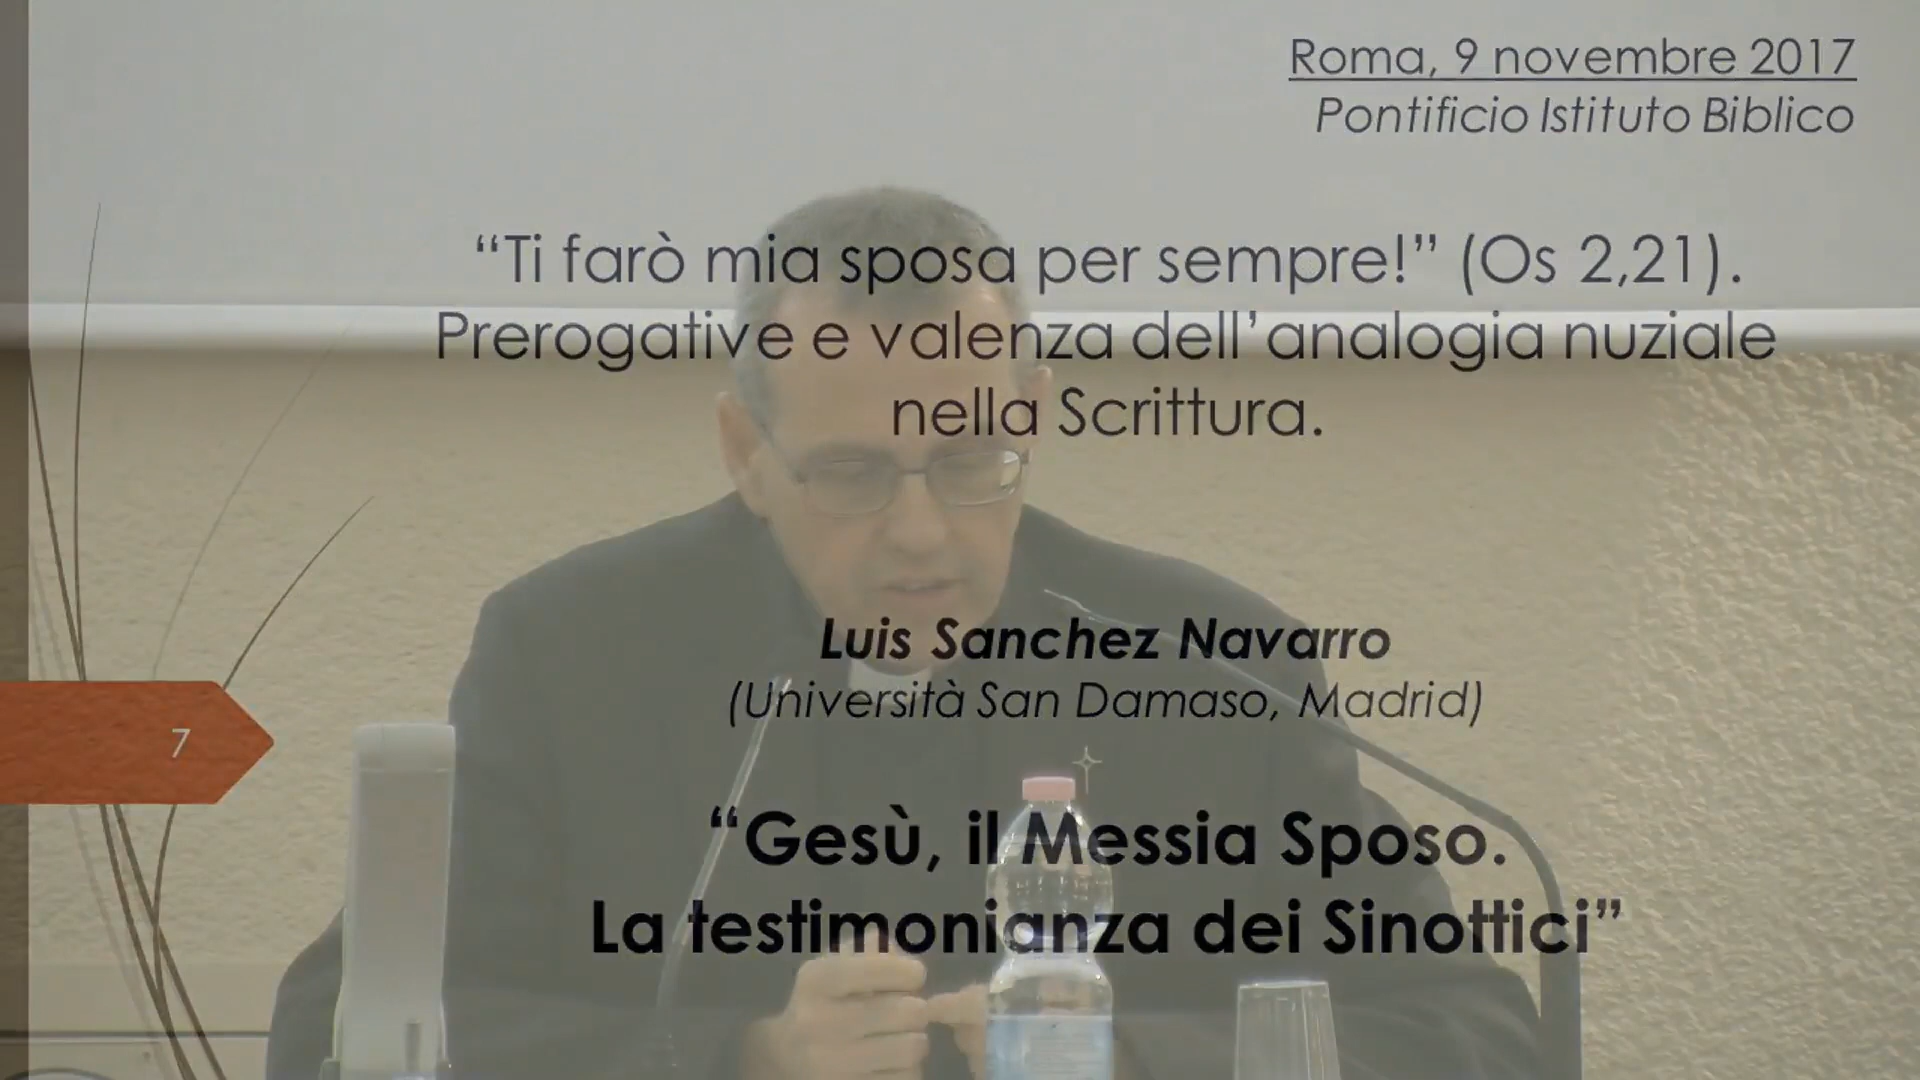 Roma, 9 novembre 2017
Pontificio Istituto Biblico
“Ti farò mia sposa per sempre!” (Os 2,21).
Prerogative e valenza dell’analogia nuziale
nella Scrittura.
Luis Sanchez Navarro
(Università San Damaso, Madrid)
7
“Gesù, il Messia Sposo.
La testimonianza dei Sinottici”